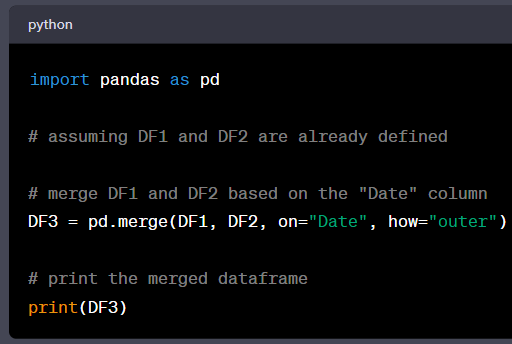 python
import pandas as pd
# assuming DF1 and DF2 are already defined
# merge DF1 and DF2 based on the "Date" column
DF3 = pd.merge(DF1, DF2, on="Date", how="outer")
# print the merged dataframe
print(DF3)